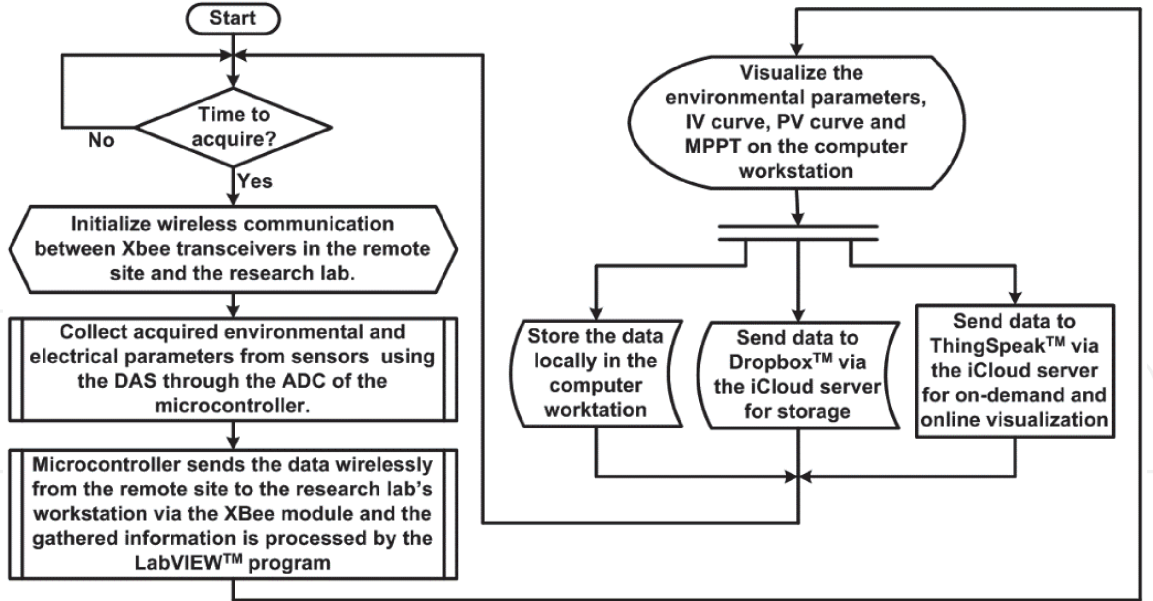 Start
Time to
acquire?
No
Yes
Initialize wireless communication
between Xbee transceivers in the remote
site and the research lab.
Collect acquired environmental and
electrical parameters from sensors using
the DAS through the ADC of the
microcontroller.
Microcontroller sends the data wirelessly
from the remote site to the research lab's
workstation via the XBee module and the
gathered information is processed by the
LabVIEW™ program
Visualize the
environmental parameters,
IV curve, PV curve and
MPPT on the computer
workstation
Store the data
locally in the
computer
worktation
Send data to
Dropbox™ via
the iCloud server
for storage
Send data to
ThingSpeak™ via
the iCloud server
for on-demand and
online visualization